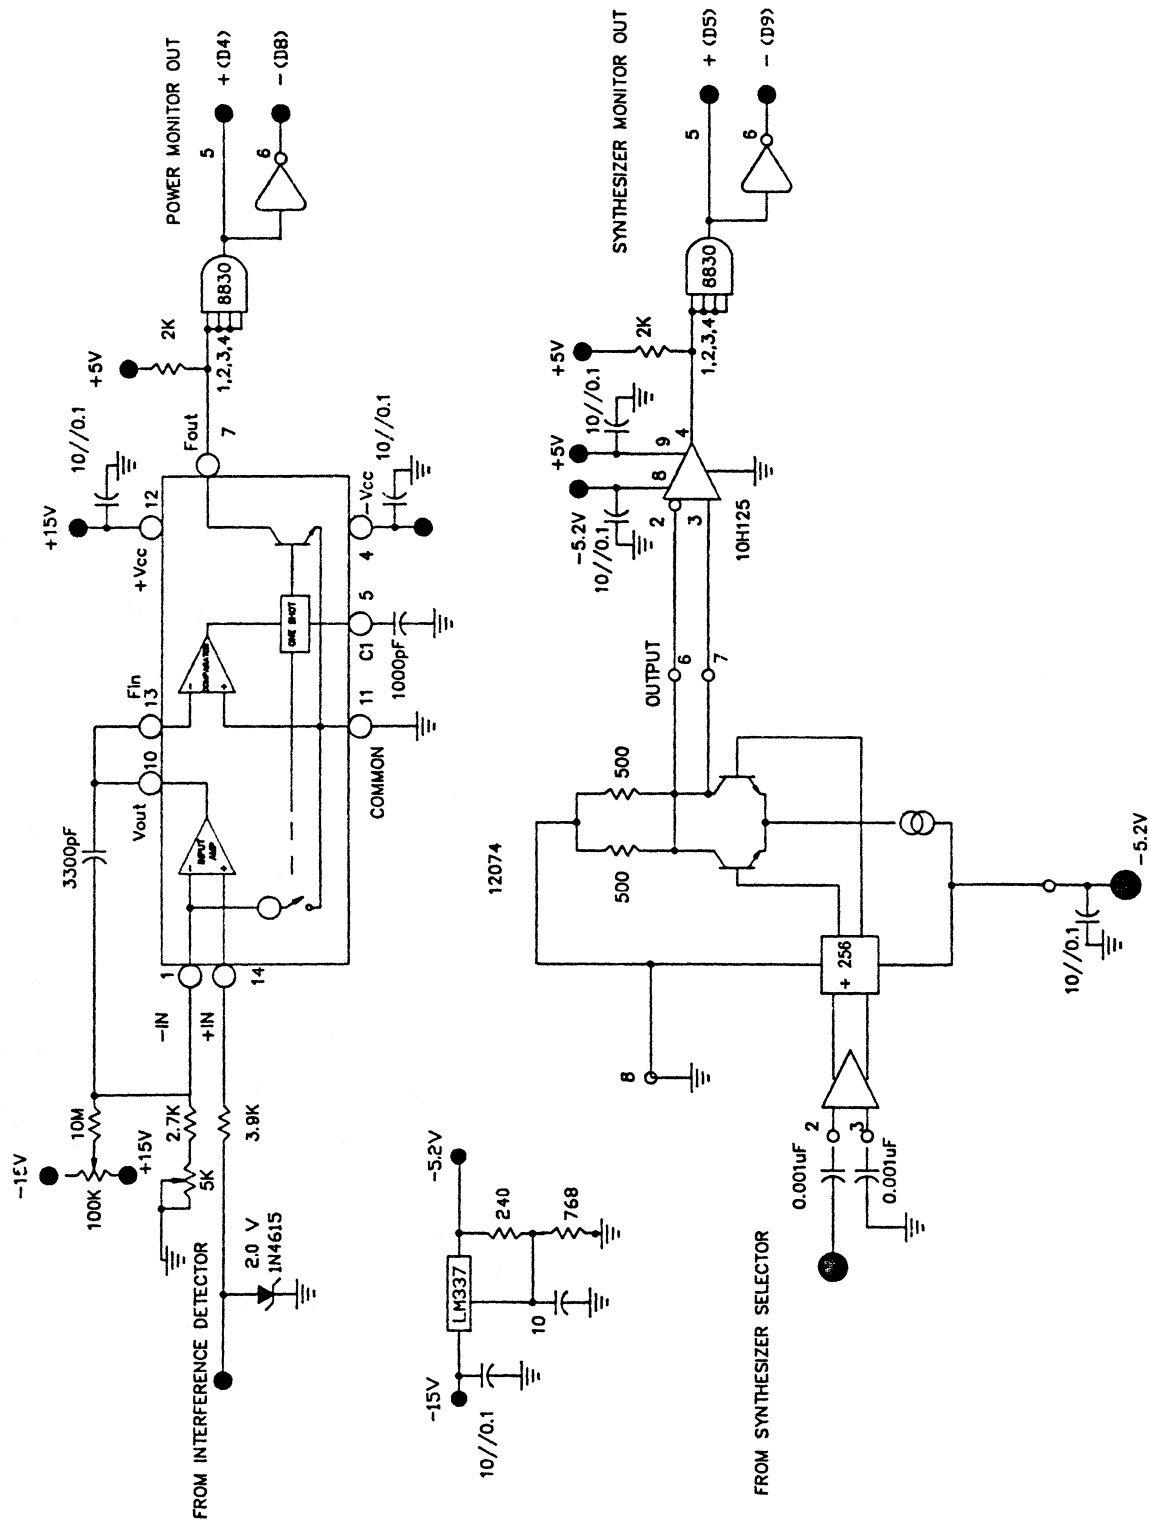 POWER MONITOR OUT
+ (D4)
- (D8)
5
6
8830
2K
+5V
1,2,3,4
Fout
7
10//0.1
+15V
12
+Vcc
-Vcc
4
10//0.1
5
C1
1000pF
ONE SHOT
COMPARATOR
-
+
Fin
13
10
Vout
11
COMMON
3300pF
INPUT
AMP
-
+
1
14
-IN
+IN
10M
2.7K
3.9K
-15V
+15V
100K
5K
2.0 V
1N4615
FROM INTERFERENCE DETECTOR
SYNTHESIZER MONITOR OUT
+ (D5)
- (D9)
5
6
8830
2K
+5V
1,2,3,4
+5V
10//0.1
9
4
8
-5.2V
10//0.1
2
3
10H125
OUTPUT
6
7
500
500
12074
-5.2V
10//0.1
+ 256
8
2
3
0.001uF
0.001uF
FROM SYNTHESIZER SELECTOR
-5.2V
240
768
LM337
10
-15V
10//0.1